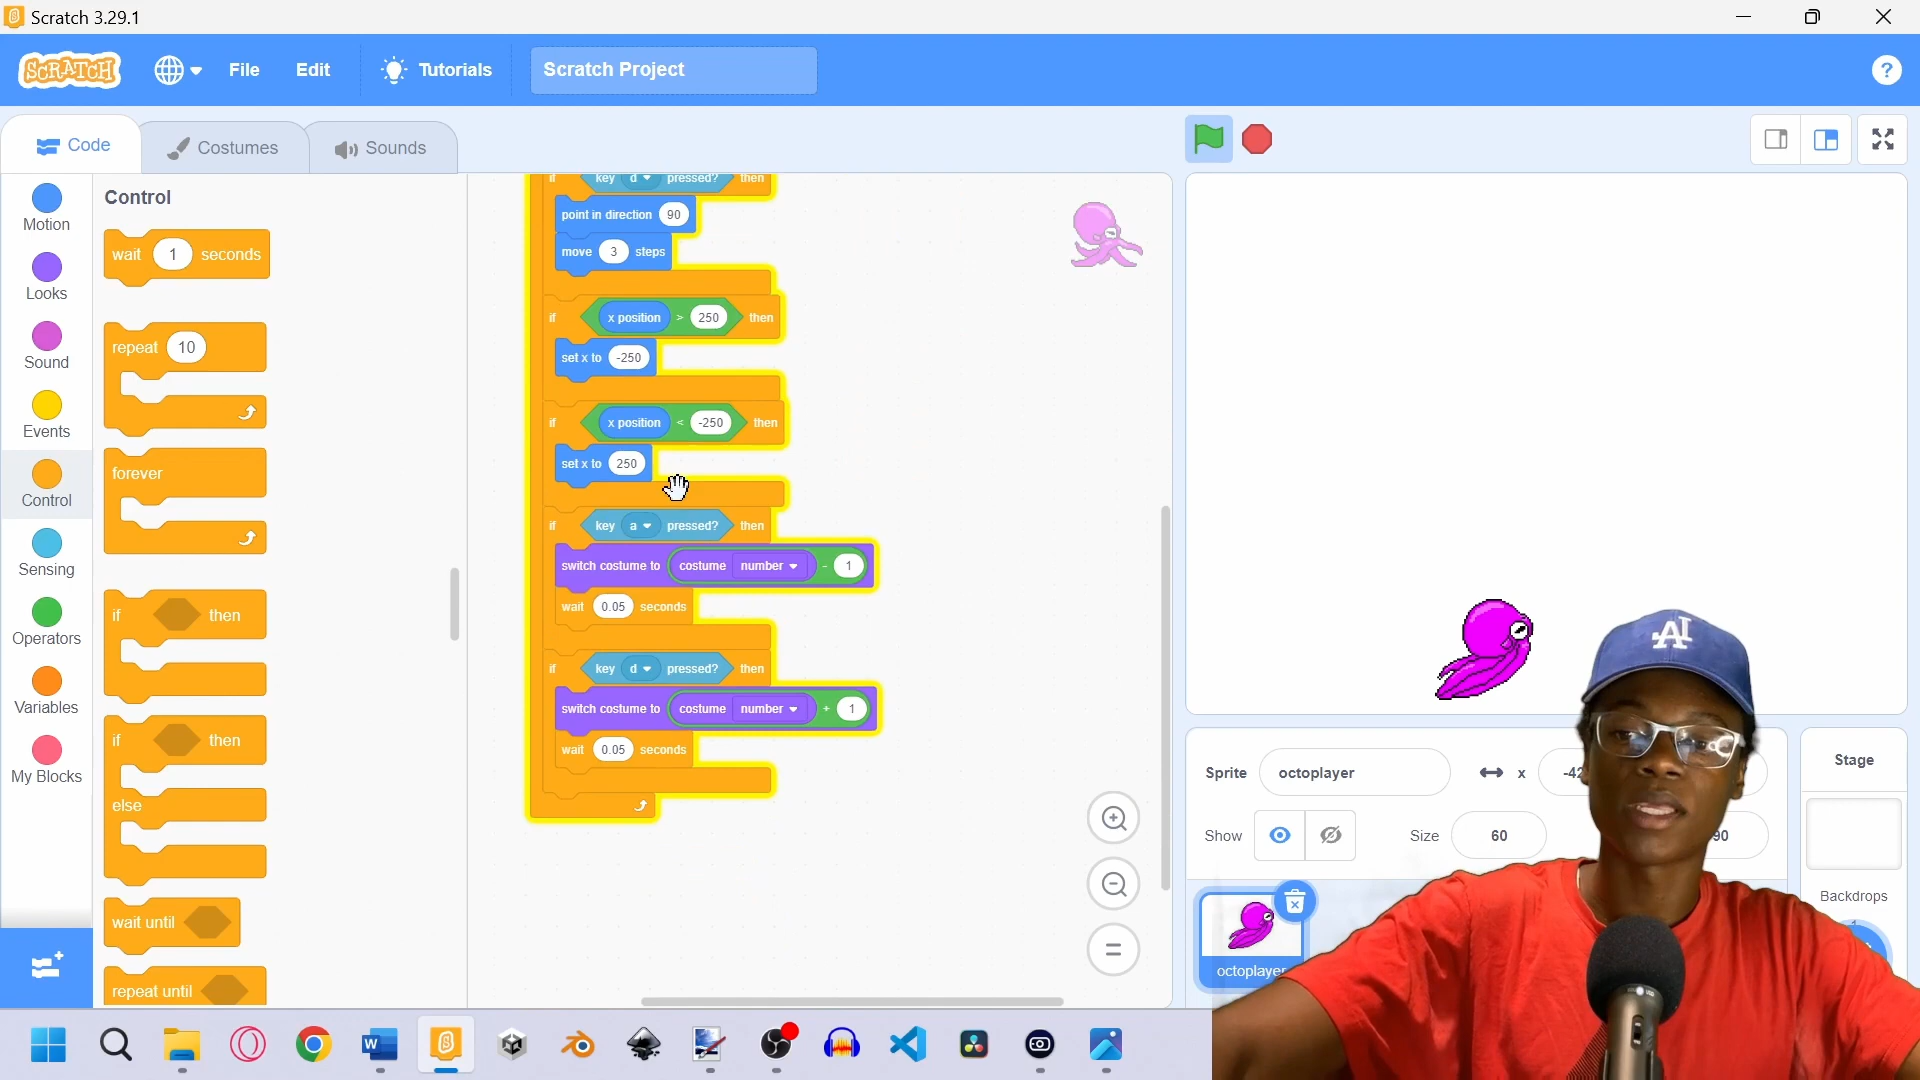 Scratch 3.29.1
SCRATCH
File
Edit
Tutorials
Scratch Project
?
Code
Costumes
Sounds
Motion
Looks
Sound
Events
Control
Sensing
Operators
Variables
My Blocks
Control
wait 1 seconds
repeat 10
forever
if then
if then
else
wait until
repeat until
if key d pressed? then
point in direction 90
move 3 steps
if x position > 250 then
set x to -250
if x position < -250 then
set x to 250
if key a pressed? then
switch costume to costume number - 1
wait 0.05 seconds
if key d pressed? then
switch costume to costume number + 1
wait 0.05 seconds
Sprite octoplayer x -42
Show Size 60 90
octoplayer
Stage
Backdrops